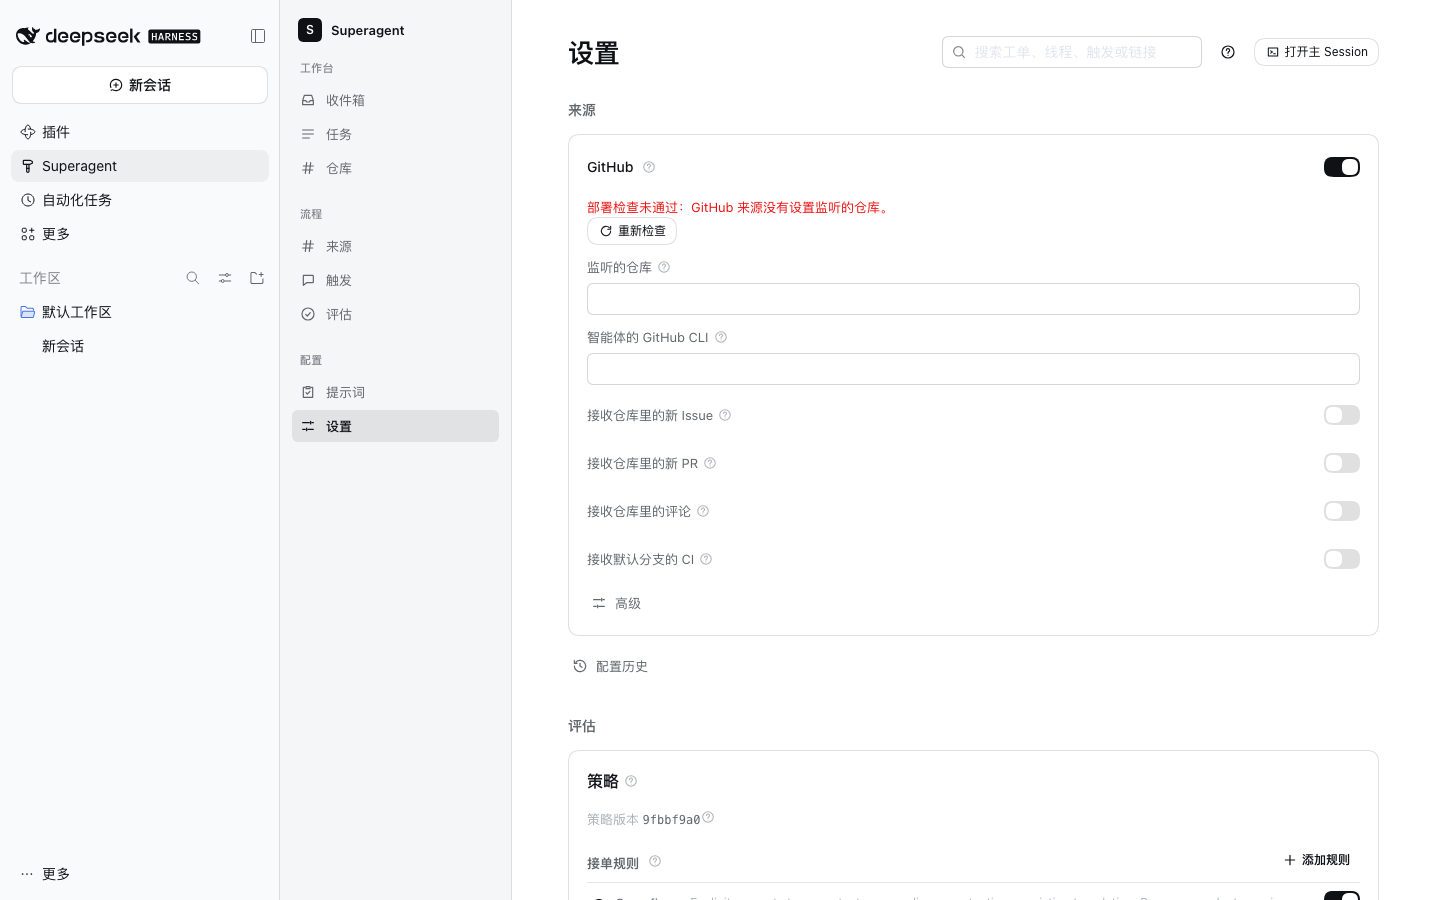 deepseek HARNESS
新会话
插件
Superagent
自动化任务
更多
工作区
默认工作区
新会话
更多
S Superagent
工作台
收件箱
任务
仓库
流程
来源
触发
评估
配置
提示词
设置
设置
搜索工单、线程、触发或链接
打开主 Session
来源
GitHub
部署检查未通过：GitHub 来源没有设置监听的仓库。
重新检查
监听的仓库
智能体的 GitHub CLI
接收仓库里的新 Issue
接收仓库里的新 PR
接收仓库里的评论
接收默认分支的 CI
高级
配置历史
评估
策略
策略版本 9fbbf9a0
接单规则
添加规则